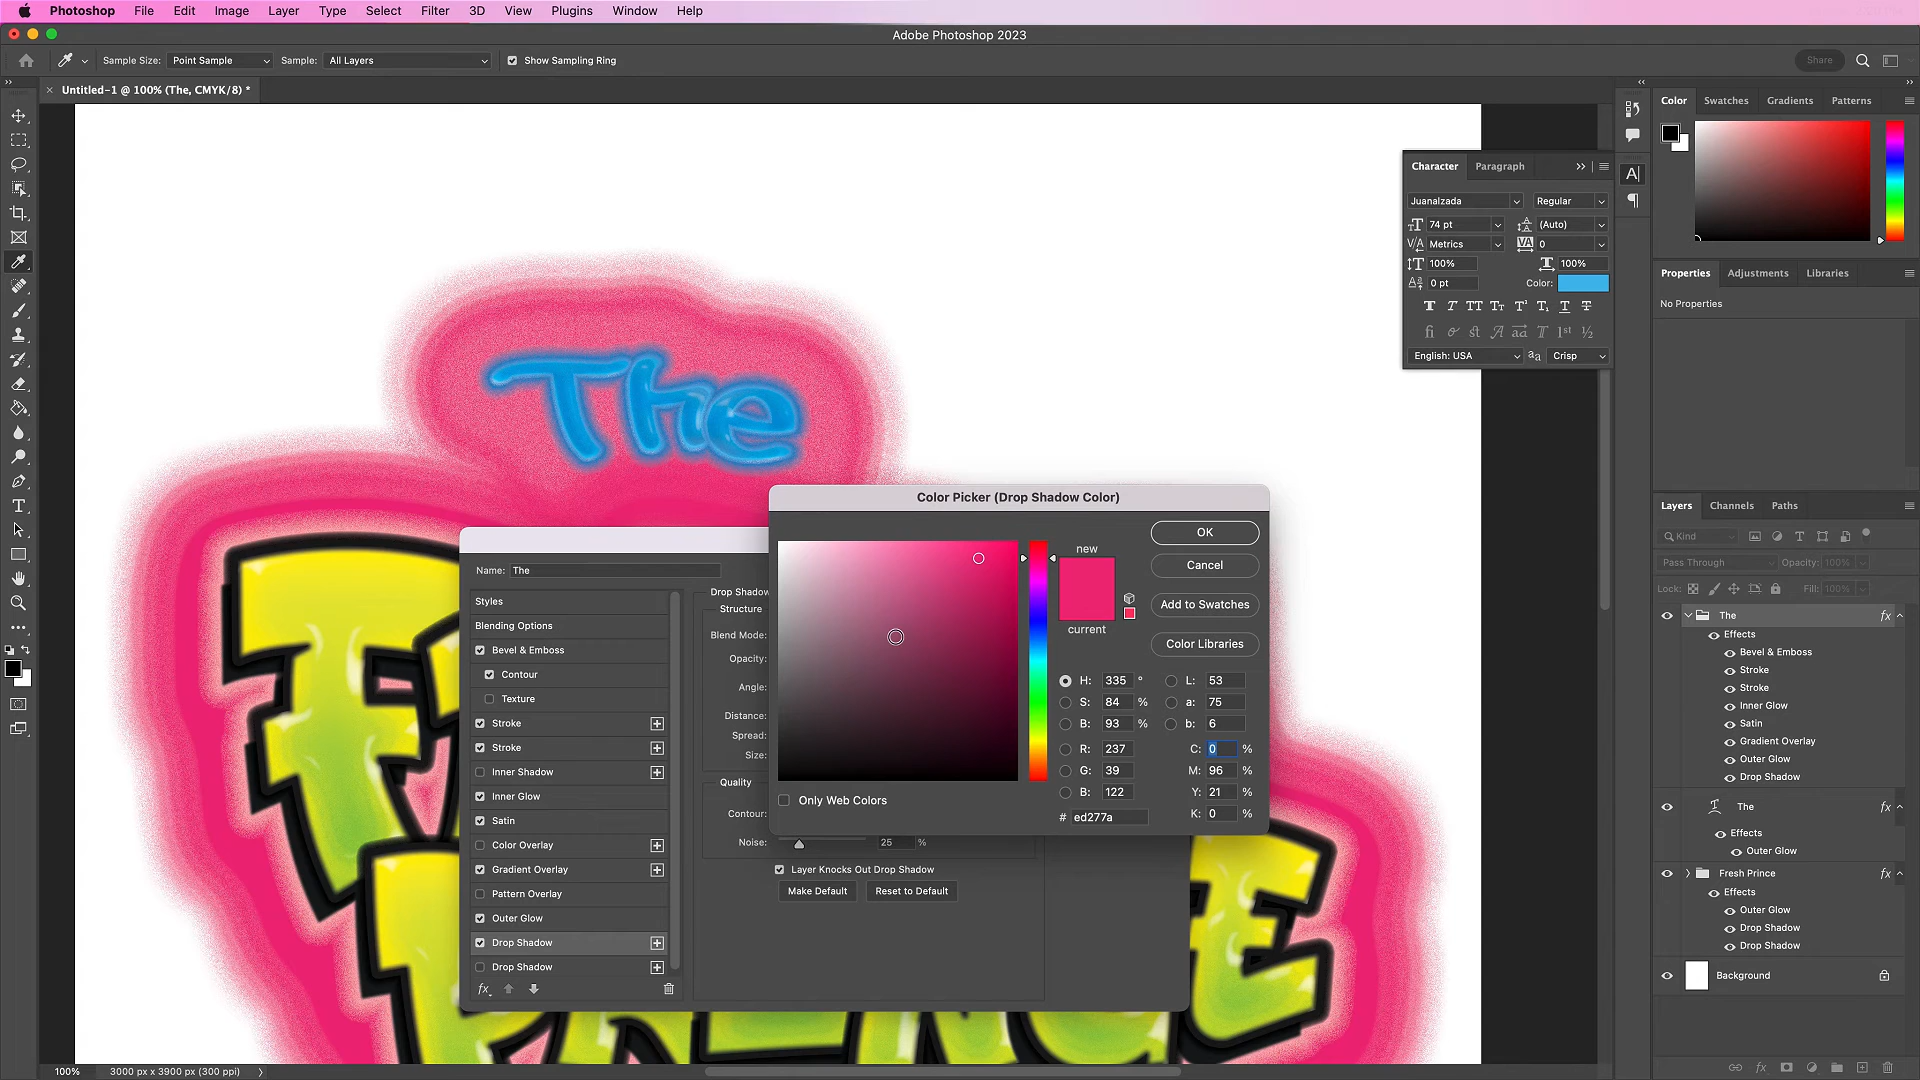 Photoshop File Edit Image Layer Type Select Filter 3D View Plugins Window Help
Adobe Photoshop 2023
Sample Size: Point Sample Sample: All Layers Show Sampling Ring Share
Untitled-1 @ 100% (The, CMYK/8) *
Color Swatches Gradients Patterns
Character Paragraph
Juanalzada Regular
74 pt (Auto)
Metrics 0
100% 100%
0 pt Color:
English: USA Crisp
Properties Adjustments Libraries
No Properties
The
Color Picker (Drop Shadow Color)
new
current
OK
Cancel
Add to Swatches
Color Libraries
H: 335 ° L: 53
S: 84 % a: 75
B: 93 % b: 6
R: 237 C: 0 %
G: 39 M: 96 %
B: 122 Y: 21 %
# ed277a K: 0 %
Only Web Colors
Name: The
Styles
Blending Options
Bevel & Emboss
Contour
Texture
Stroke
Stroke
Inner Shadow
Inner Glow
Satin
Color Overlay
Gradient Overlay
Pattern Overlay
Outer Glow
Drop Shadow
Drop Shadow
fx
Drop Shadow
Structure
Blend Mode:
Opacity:
Angle:
Distance:
Spread:
Size:
Quality
Contour:
Noise: 25 %
Layer Knocks Out Drop Shadow
Make Default Reset to Default
Layers Channels Paths
Kind
Pass Through Opacity: 100%
Lock: Fill: 100%
The fx
Effects
Bevel & Emboss
Stroke
Stroke
Inner Glow
Satin
Gradient Overlay
Outer Glow
Drop Shadow
The fx
Effects
Outer Glow
Fresh Prince fx
Effects
Outer Glow
Drop Shadow
Drop Shadow
Background
100% 3000 px x 3900 px (300 ppi)